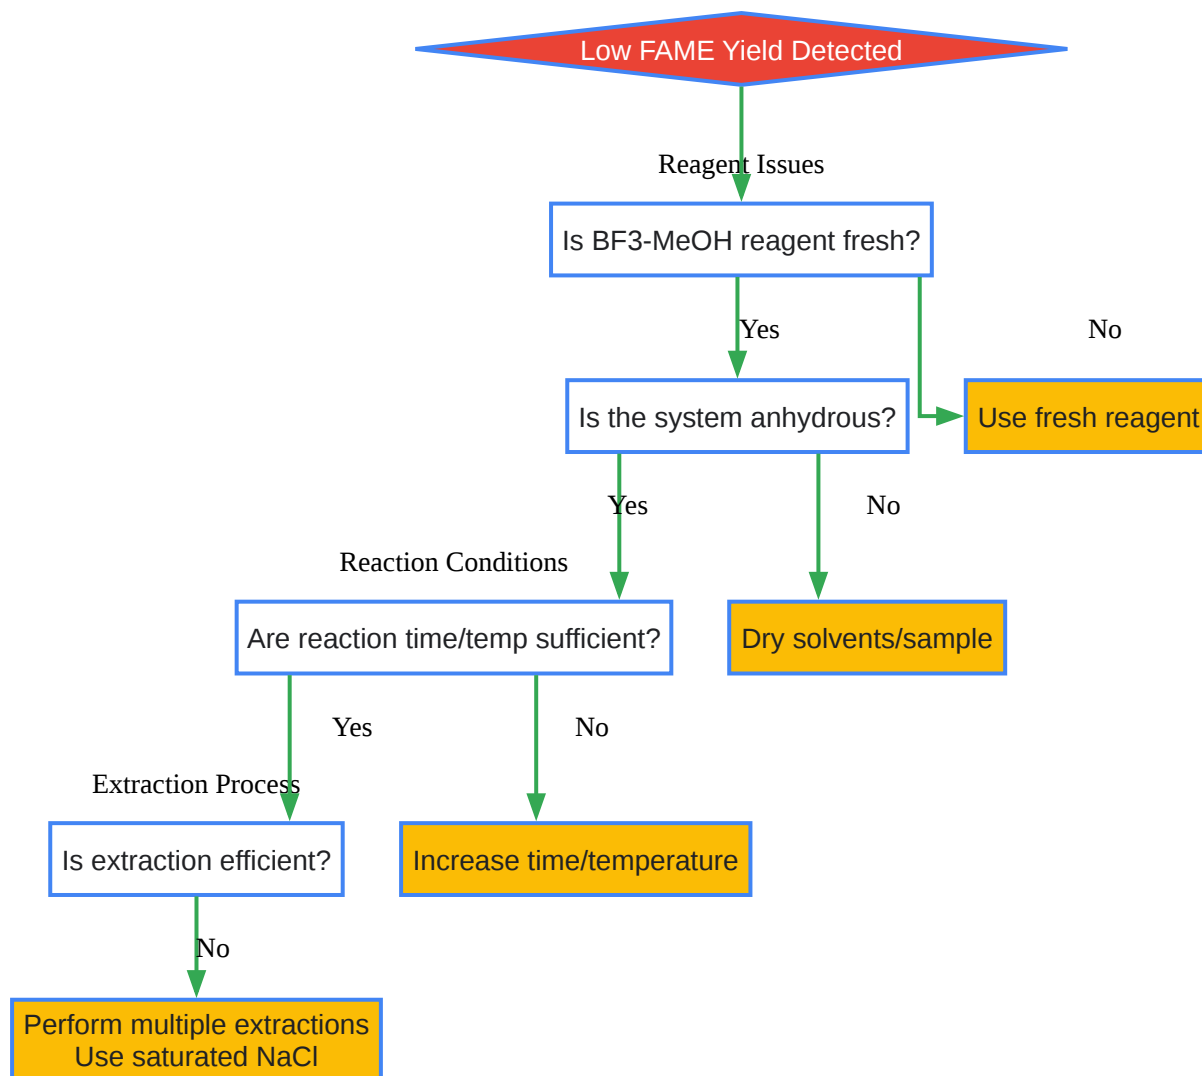 Low FAME Yield Detected
Reagent Issues
Is BF3-MeOH reagent fresh?
Yes
No
Is the system anhydrous?
Use fresh reagent
Yes
No
Reaction Conditions
Are reaction time/temp sufficient?
Dry solvents/sample
Yes
No
Extraction Process
Is extraction efficient?
Increase time/temperature
No
Perform multiple extractions
Use saturated NaCl